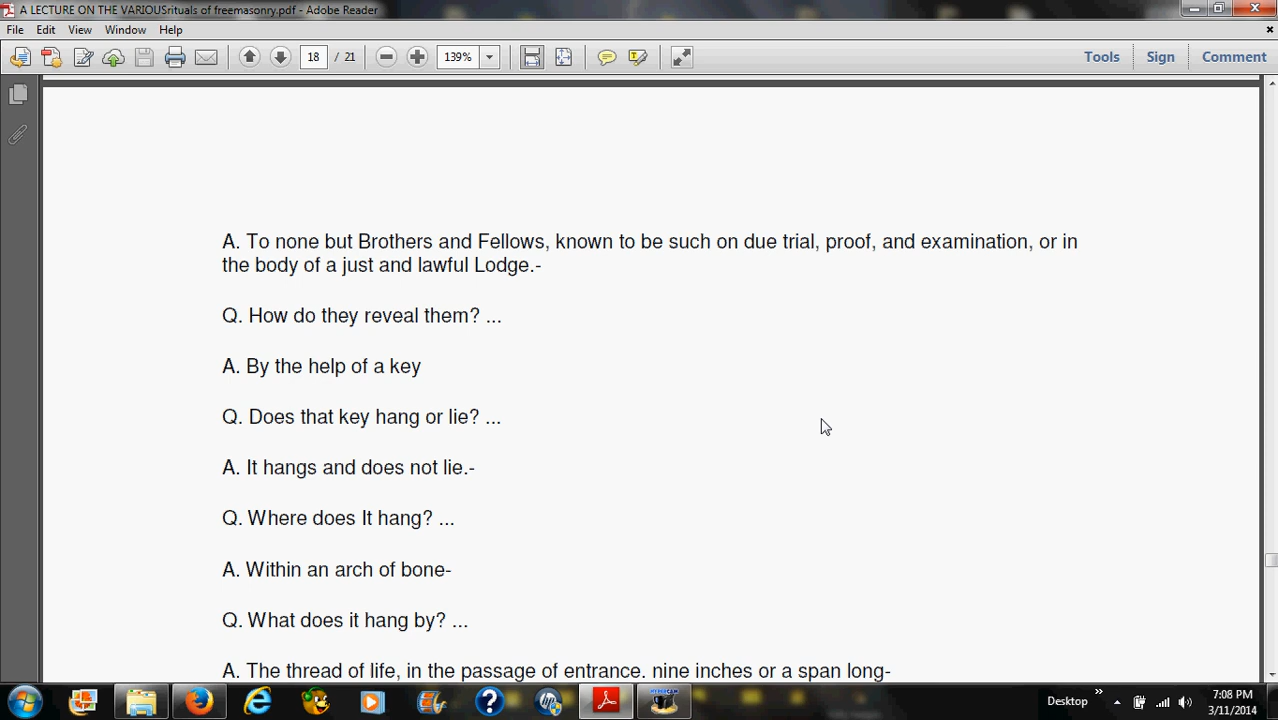 A LECTURE ON THE VARIOUSrituals of freemasonry.pdf - Adobe Reader
File Edit View Window Help
18 / 21 139% Tools Sign Comment
A. To none but Brothers and Fellows, known to be such on due trial, proof, and examination, or in
the body of a just and lawful Lodge.-
Q. How do they reveal them? ...
A. By the help of a key
Q. Does that key hang or lie? ...
A. It hangs and does not lie.-
Q. Where does It hang? ...
A. Within an arch of bone-
Q. What does it hang by? ...
A. The thread of life, in the passage of entrance. nine inches or a span long-
Desktop 7:08 PM
3/11/2014